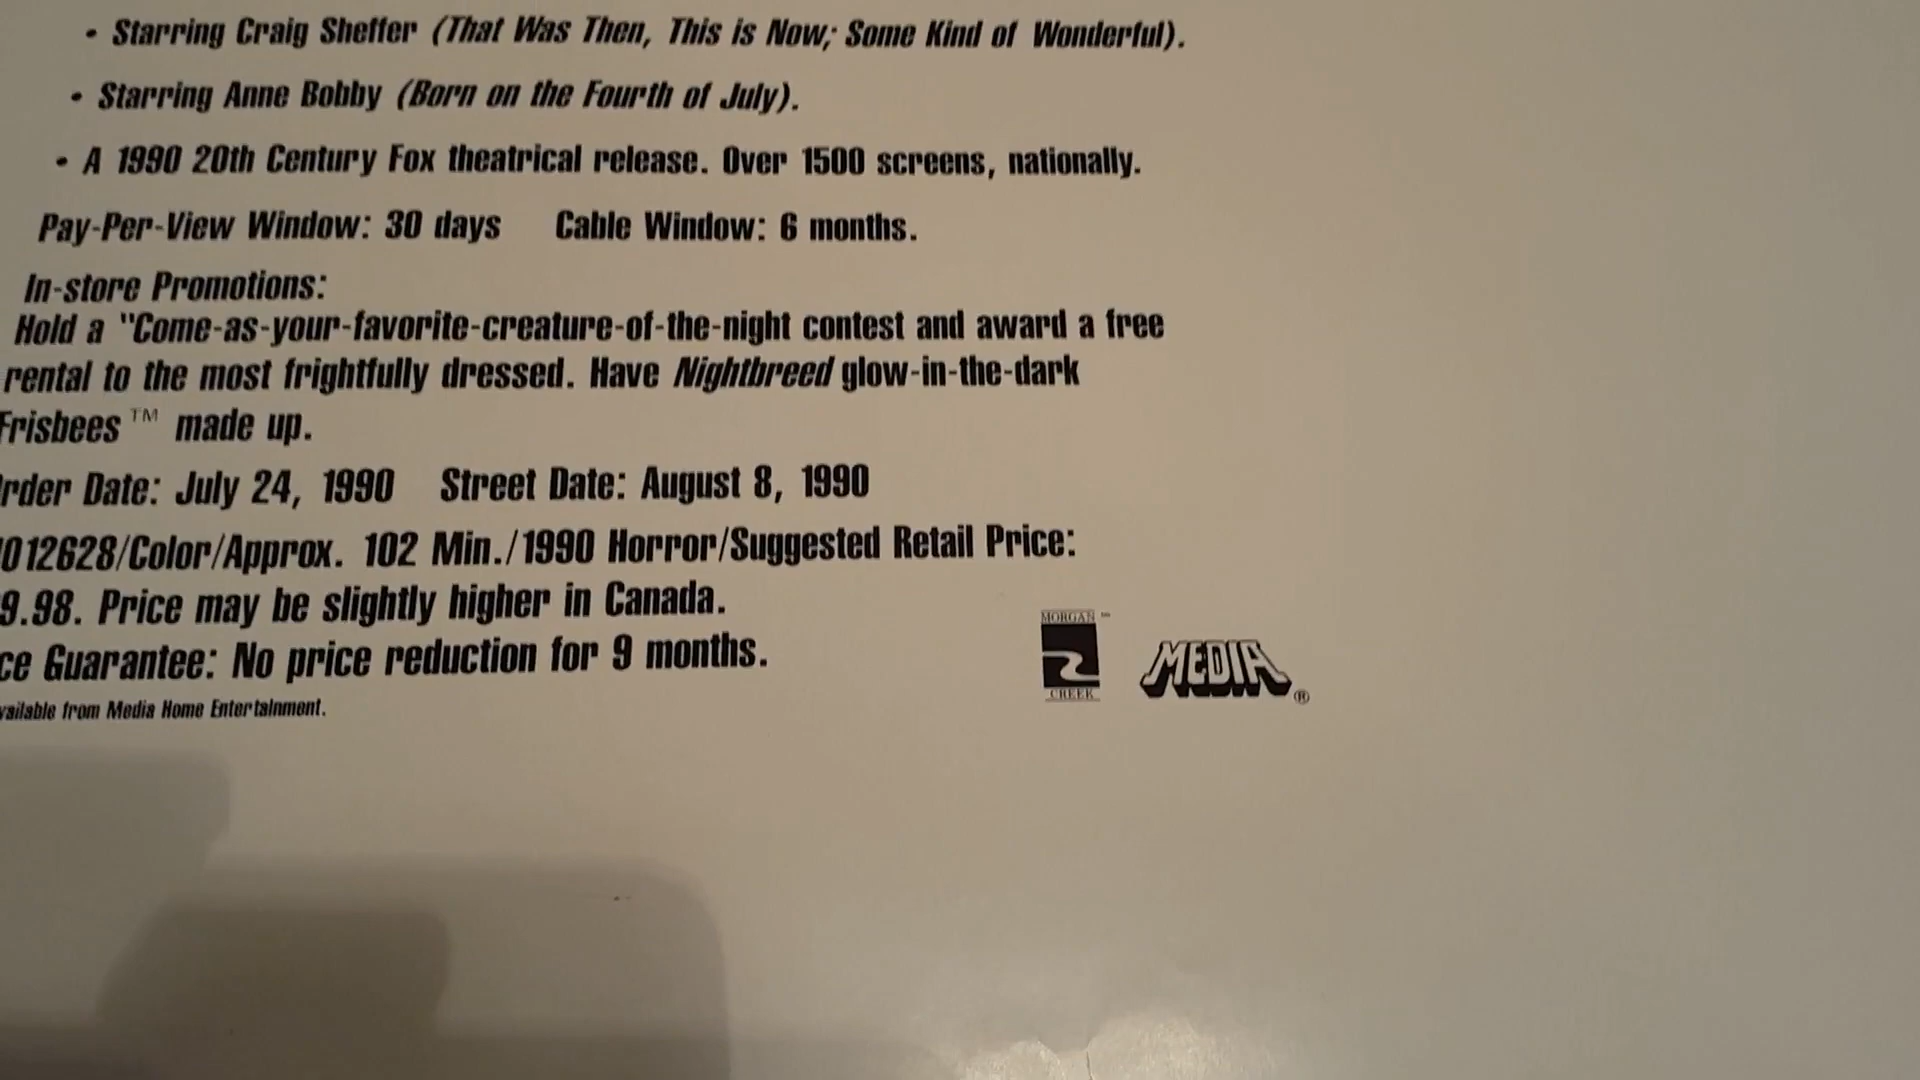 • Starring Craig Sheffer (That Was Then, This is Now; Some Kind of Wonderful).
• Starring Anne Bobby (Born on the Fourth of July).
• A 1990 20th Century Fox theatrical release. Over 1500 screens, nationally.
Pay-Per-View Window: 30 days Cable Window: 6 months.
In-store Promotions:
Hold a "Come-as-your-favorite-creature-of-the-night contest and award a free
rental to the most frightfully dressed. Have Nightbreed glow-in-the-dark
Frisbees ™ made up.
rder Date: July 24, 1990 Street Date: August 8, 1990
012628/Color/Approx. 102 Min./1990 Horror/Suggested Retail Price:
9.98. Price may be slightly higher in Canada.
ce Guarantee: No price reduction for 9 months.
vailable from Media Home Entertainment.
MORGAN ™
CREEK
MEDIA ®